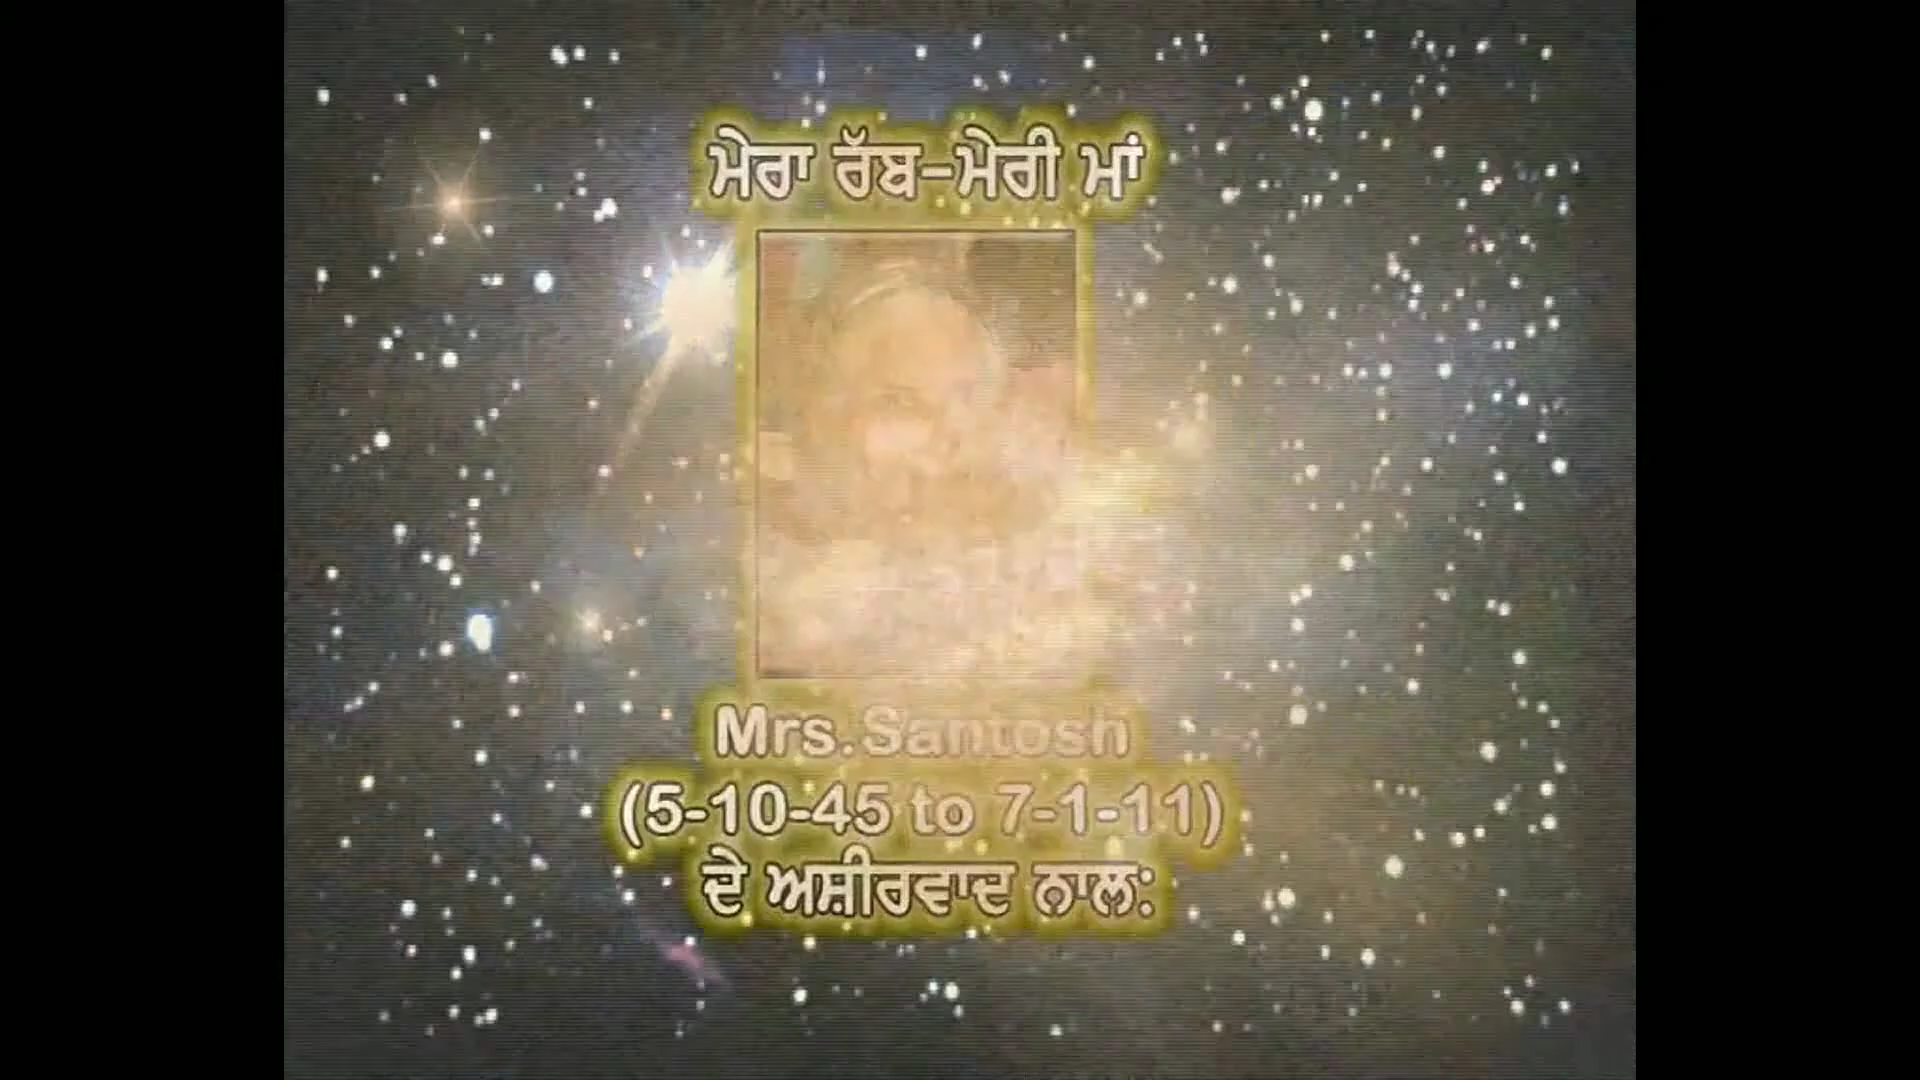 ਮੇਰਾ ਰੱਬ-ਮੇਰੀ ਮਾਂ
Mrs. Santosh
(5-10-45 to 7-1-11)
ਦੇ ਅਸ਼ੀਰਵਾਦ ਨਾਲ: